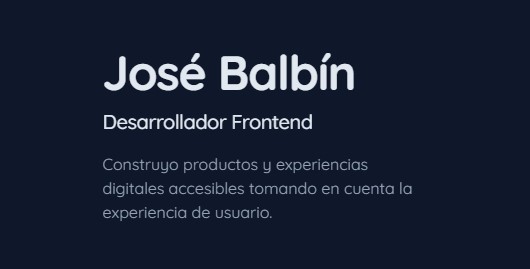 José Balbín
Desarrollador Frontend
Construyo productos y experiencias
digitales accesibles tomando en cuenta la
experiencia de usuario.